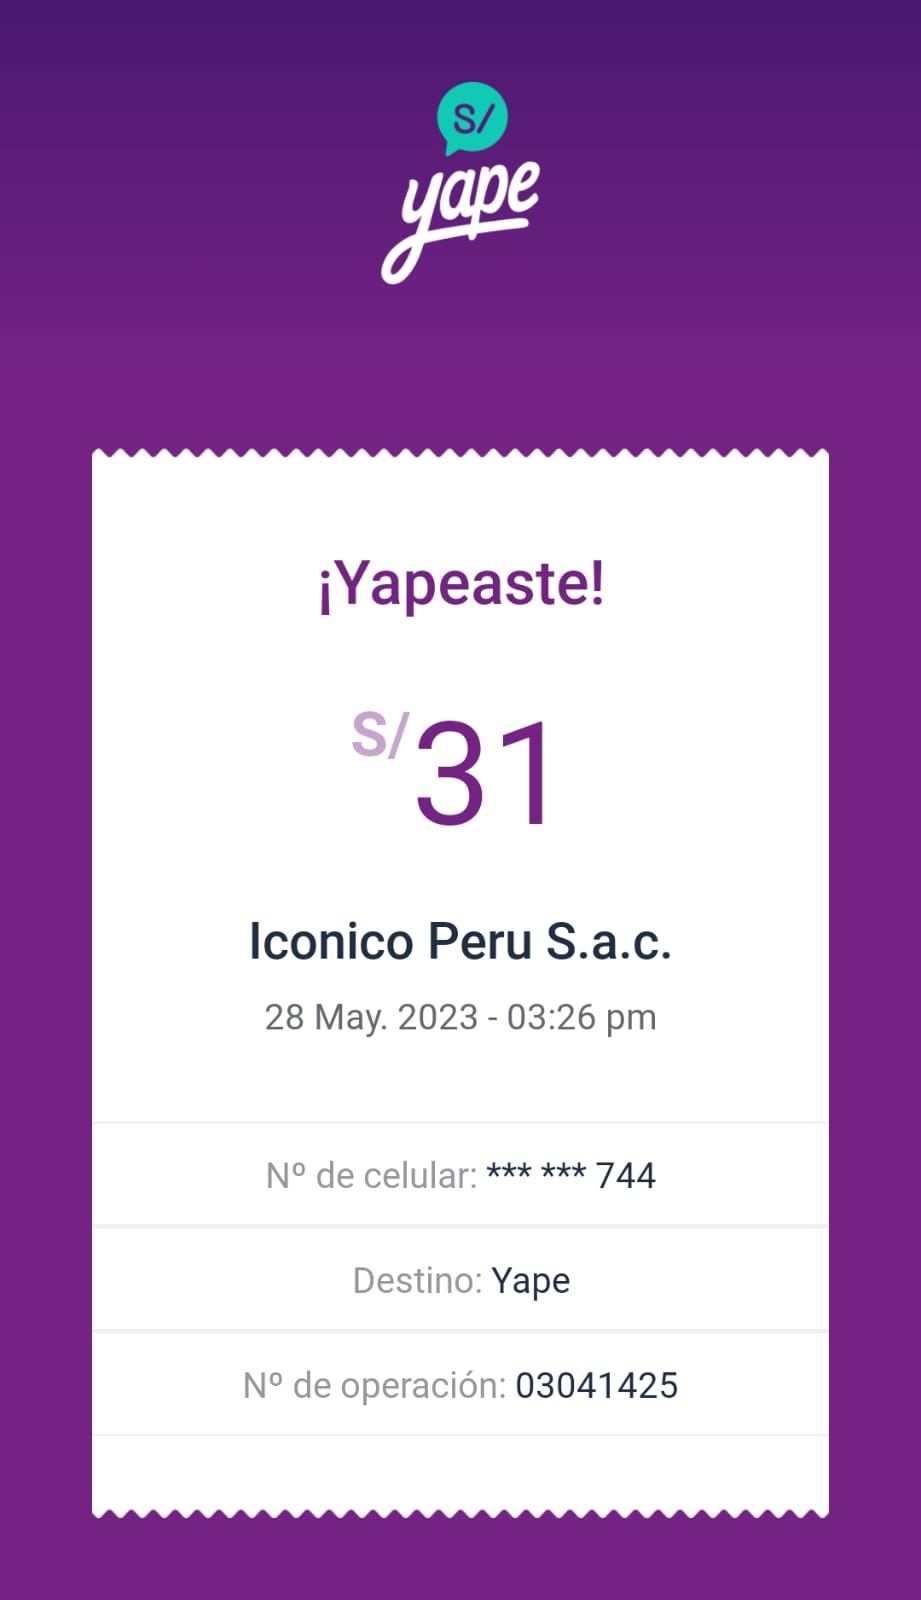 S/
yape
¡Yapeaste!
S/31
Iconico Peru S.a.c.
28 May. 2023 - 03:26 pm
Nº de celular: *** *** 744
Destino: Yape
Nº de operación: 03041425